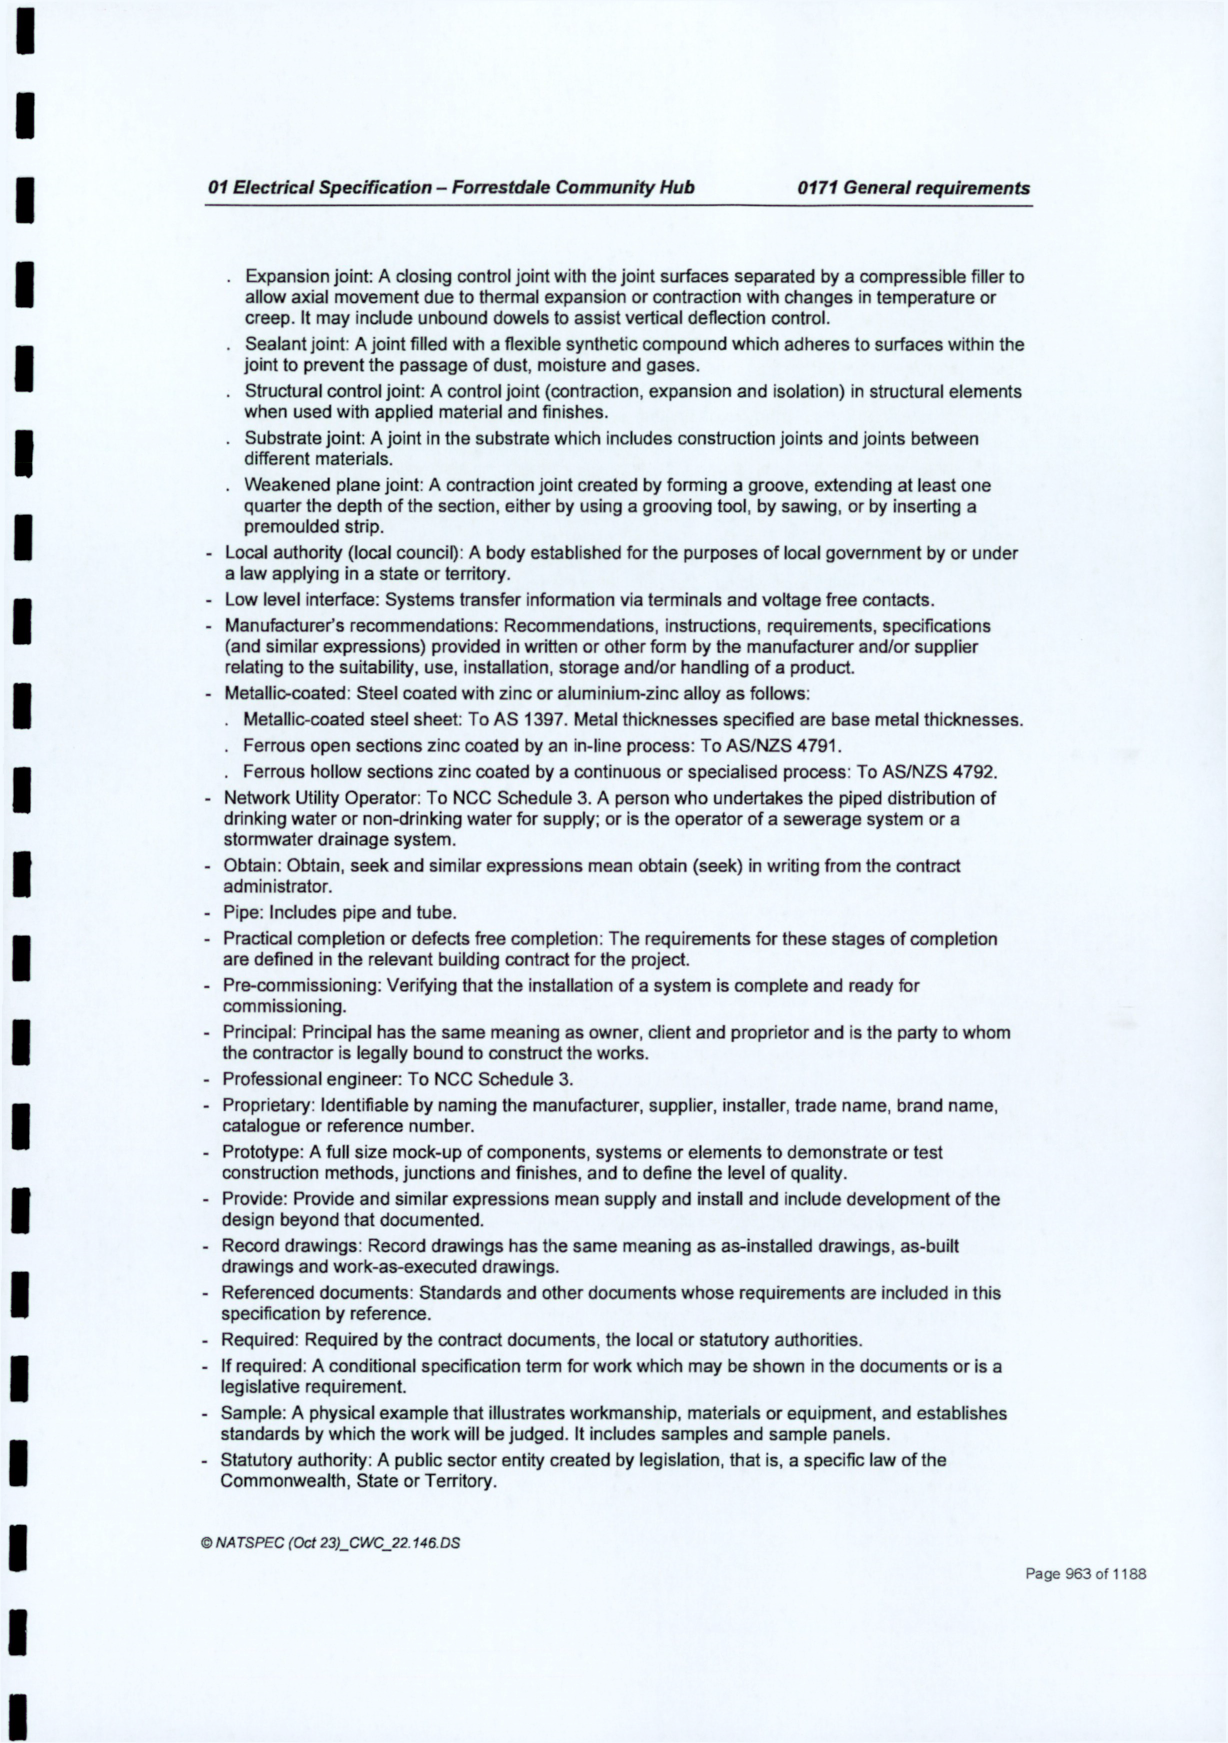 01 Electrical Specification – Forrestdale Community Hub 0171 General requirements
. Expansion joint: A closing control joint with the joint surfaces separated by a compressible filler to
allow axial movement due to thermal expansion or contraction with changes in temperature or
creep. It may include unbound dowels to assist vertical deflection control.
. Sealant joint: A joint filled with a flexible synthetic compound which adheres to surfaces within the
joint to prevent the passage of dust, moisture and gases.
. Structural control joint: A control joint (contraction, expansion and isolation) in structural elements
when used with applied material and finishes.
. Substrate joint: A joint in the substrate which includes construction joints and joints between
different materials.
. Weakened plane joint: A contraction joint created by forming a groove, extending at least one
quarter the depth of the section, either by using a grooving tool, by sawing, or by inserting a
premoulded strip.
- Local authority (local council): A body established for the purposes of local government by or under
a law applying in a state or territory.
- Low level interface: Systems transfer information via terminals and voltage free contacts.
- Manufacturer's recommendations: Recommendations, instructions, requirements, specifications
(and similar expressions) provided in written or other form by the manufacturer and/or supplier
relating to the suitability, use, installation, storage and/or handling of a product.
- Metallic-coated: Steel coated with zinc or aluminium-zinc alloy as follows:
. Metallic-coated steel sheet: To AS 1397. Metal thicknesses specified are base metal thicknesses.
. Ferrous open sections zinc coated by an in-line process: To AS/NZS 4791.
. Ferrous hollow sections zinc coated by a continuous or specialised process: To AS/NZS 4792.
- Network Utility Operator: To NCC Schedule 3. A person who undertakes the piped distribution of
drinking water or non-drinking water for supply; or is the operator of a sewerage system or a
stormwater drainage system.
- Obtain: Obtain, seek and similar expressions mean obtain (seek) in writing from the contract
administrator.
- Pipe: Includes pipe and tube.
- Practical completion or defects free completion: The requirements for these stages of completion
are defined in the relevant building contract for the project.
- Pre-commissioning: Verifying that the installation of a system is complete and ready for
commissioning.
- Principal: Principal has the same meaning as owner, client and proprietor and is the party to whom
the contractor is legally bound to construct the works.
- Professional engineer: To NCC Schedule 3.
- Proprietary: Identifiable by naming the manufacturer, supplier, installer, trade name, brand name,
catalogue or reference number.
- Prototype: A full size mock-up of components, systems or elements to demonstrate or test
construction methods, junctions and finishes, and to define the level of quality.
- Provide: Provide and similar expressions mean supply and install and include development of the
design beyond that documented.
- Record drawings: Record drawings has the same meaning as as-installed drawings, as-built
drawings and work-as-executed drawings.
- Referenced documents: Standards and other documents whose requirements are included in this
specification by reference.
- Required: Required by the contract documents, the local or statutory authorities.
- If required: A conditional specification term for work which may be shown in the documents or is a
legislative requirement.
- Sample: A physical example that illustrates workmanship, materials or equipment, and establishes
standards by which the work will be judged. It includes samples and sample panels.
- Statutory authority: A public sector entity created by legislation, that is, a specific law of the
Commonwealth, State or Territory.
© NATSPEC (Oct 23)_CWC_22.146.DS
Page 963 of 1188